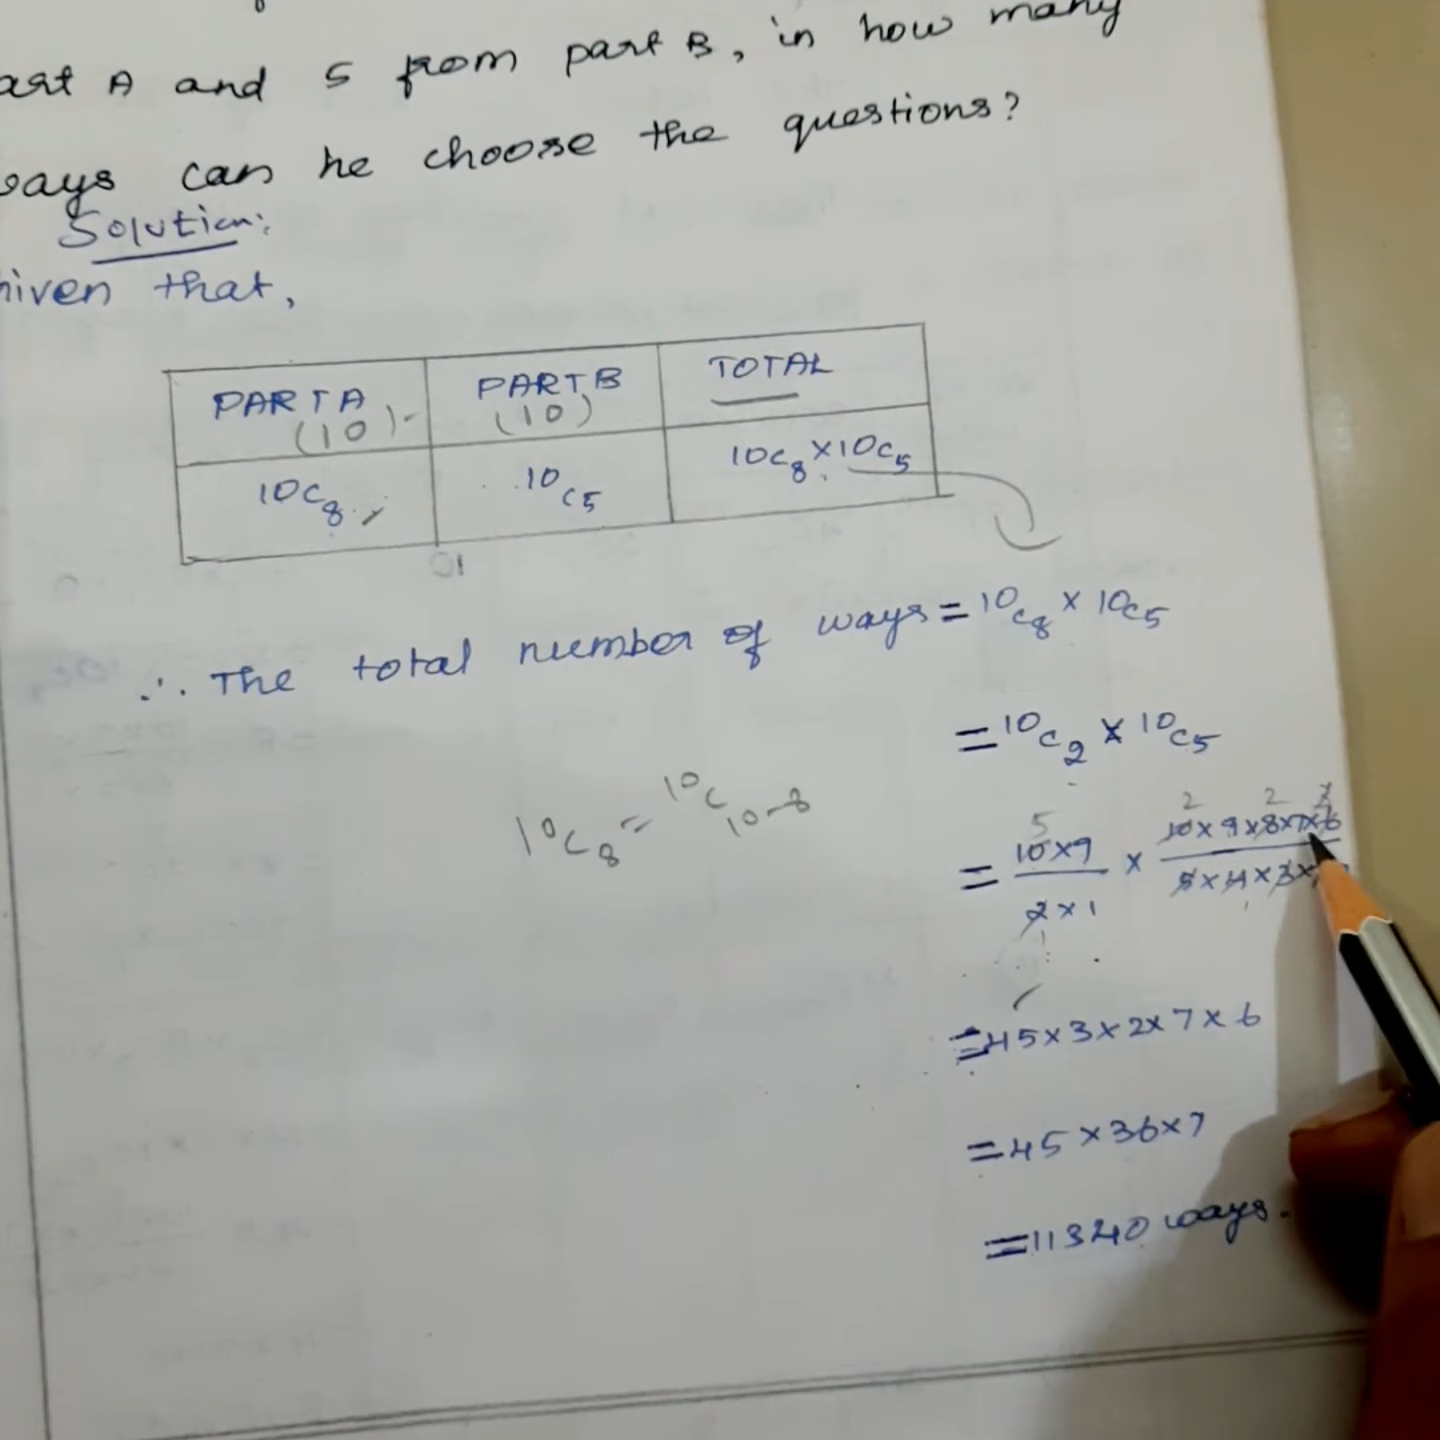 art A and 5 from part B, in how many
ways can he choose the questions?
Solution:
Given that,
PART A PART B TOTAL
(10) (10)
10C8 10C5 10C8×10C5
10
∴ The total number of ways = 10C8 × 10C5
= 10C2 × 10C5
10C8 = 10C10-8
5 2 2
= 10×9 / 2×1 × 10×9×8×7×6 / 5×4×3×
= 45×3×2×7×6
= 45×36×7
= 11340 ways.